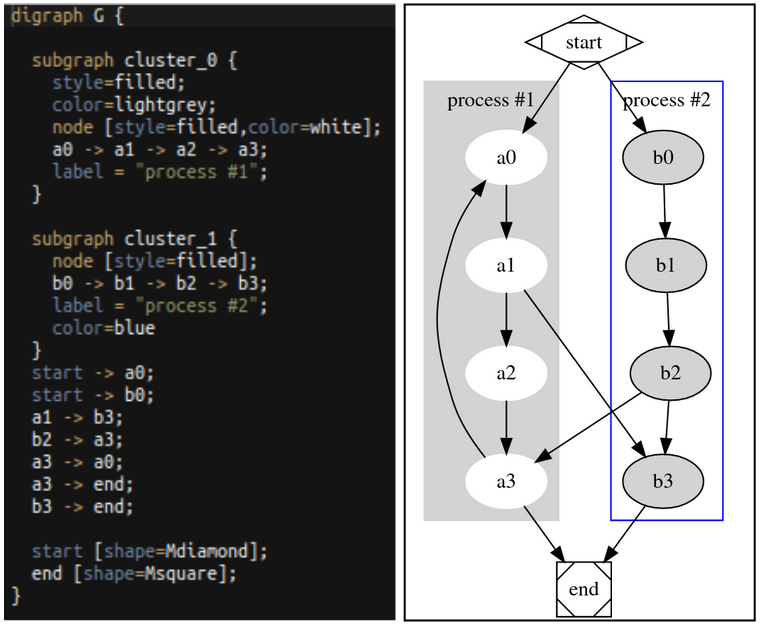 digraph G {
subgraph cluster_0 {
style=filled;
color=lightgrey;
node [style=filled,color=white];
a0 -> a1 -> a2 -> a3;
label = "process #1";
}
subgraph cluster_1 {
node [style=filled];
b0 -> b1 -> b2 -> b3;
label = "process #2";
color=blue
}
start -> a0;
start -> b0;
a1 -> b3;
b2 -> a3;
a3 -> a0;
a3 -> end;
b3 -> end;
start [shape=Mdiamond];
end [shape=Msquare];
}
start
process #1
process #2
a0
b0
a1
b1
a2
b2
a3
b3
end